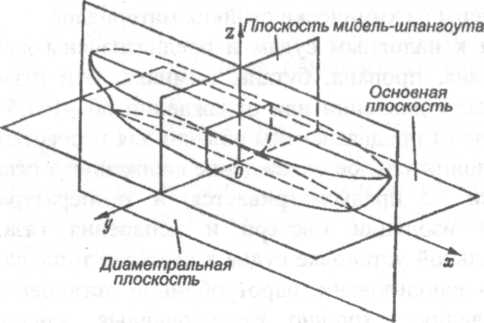 z
Плоскость мидель-шпангоута
Основная
плоскость
0
y
x
Диаметральная
плоскость